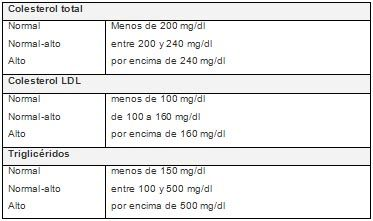 Colesterol total
Normal Menos de 200 mg/dl
Normal-alto entre 200 y 240 mg/dl
Alto por encima de 240 mg/dl
Colesterol LDL
Normal menos de 100 mg/dl
Normal-alto de 100 a 160 mg/dl
Alto por encima de 160 mg/dl
Triglicéridos
Normal menos de 150 mg/dl
Normal-alto entre 100 y 500 mg/dl
Alto por encima de 500 mg/dl